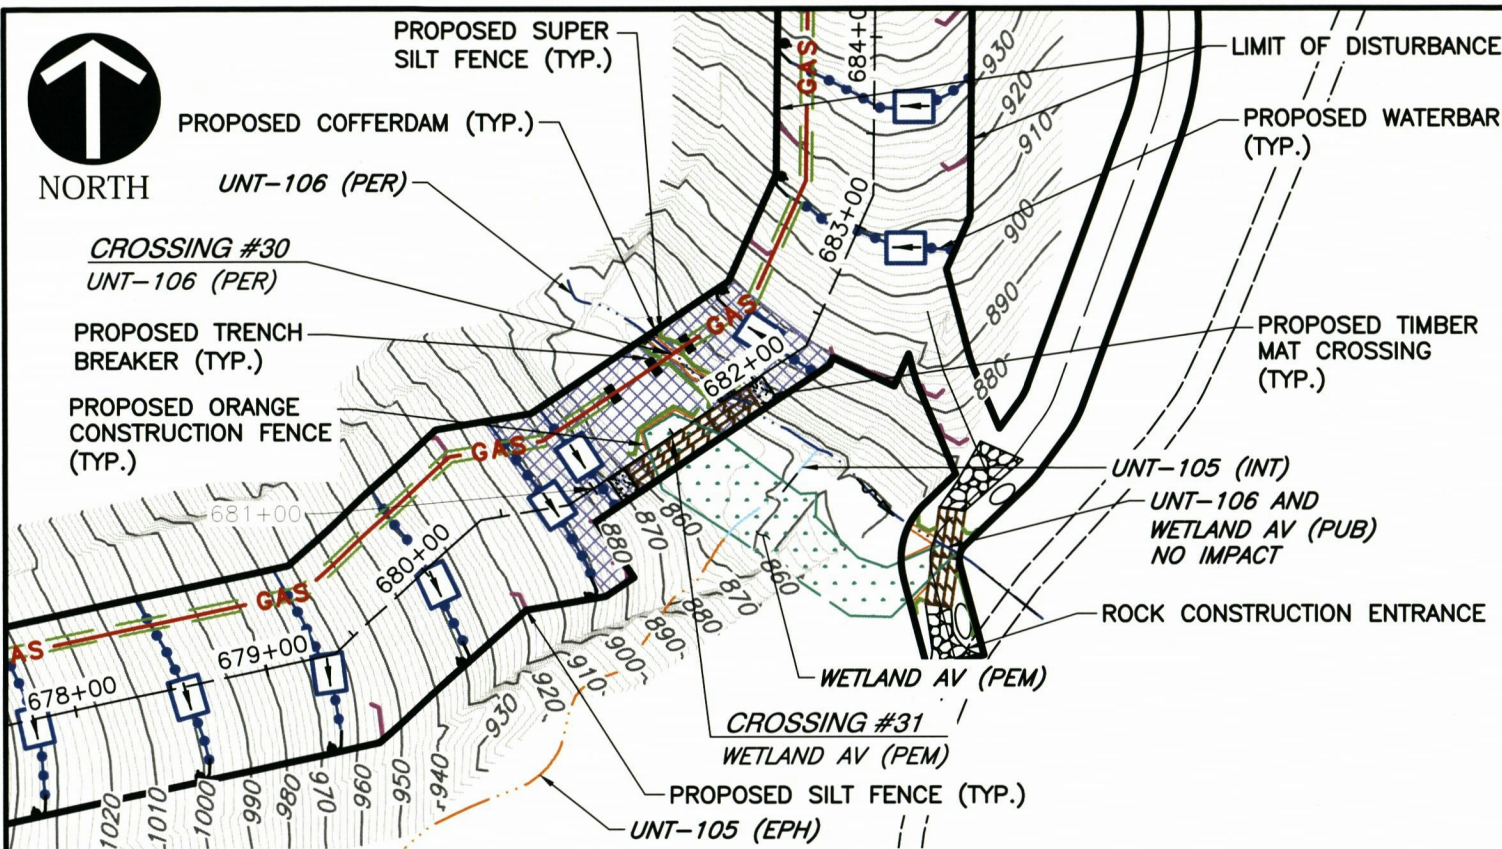 PROPOSED SUPER
SILT FENCE (TYP.)
NORTH
PROPOSED COFFERDAM (TYP.)
UNT-106 (PER)
CROSSING #30
UNT-106 (PER)
PROPOSED TRENCH
BREAKER (TYP.)
PROPOSED ORANGE
CONSTRUCTION FENCE
(TYP.)
LIMIT OF DISTURBANCE
PROPOSED WATERBAR
(TYP.)
PROPOSED TIMBER
MAT CROSSING
(TYP.)
UNT-105 (INT)
UNT-106 AND
WETLAND AV (PUB)
NO IMPACT
ROCK CONSTRUCTION ENTRANCE
WETLAND AV (PEM)
CROSSING #31
WETLAND AV (PEM)
PROPOSED SILT FENCE (TYP.)
UNT-105 (EPH)
GAS
GAS
GAS
GAS
AS
684+0
683+00
682+00
681+00
680+00
679+00
678+00
930
920
910
900
890
880
880
870
860
860
870
880
890
900
910
920
930
940
950
960
970
980
990
1000
1010
1020